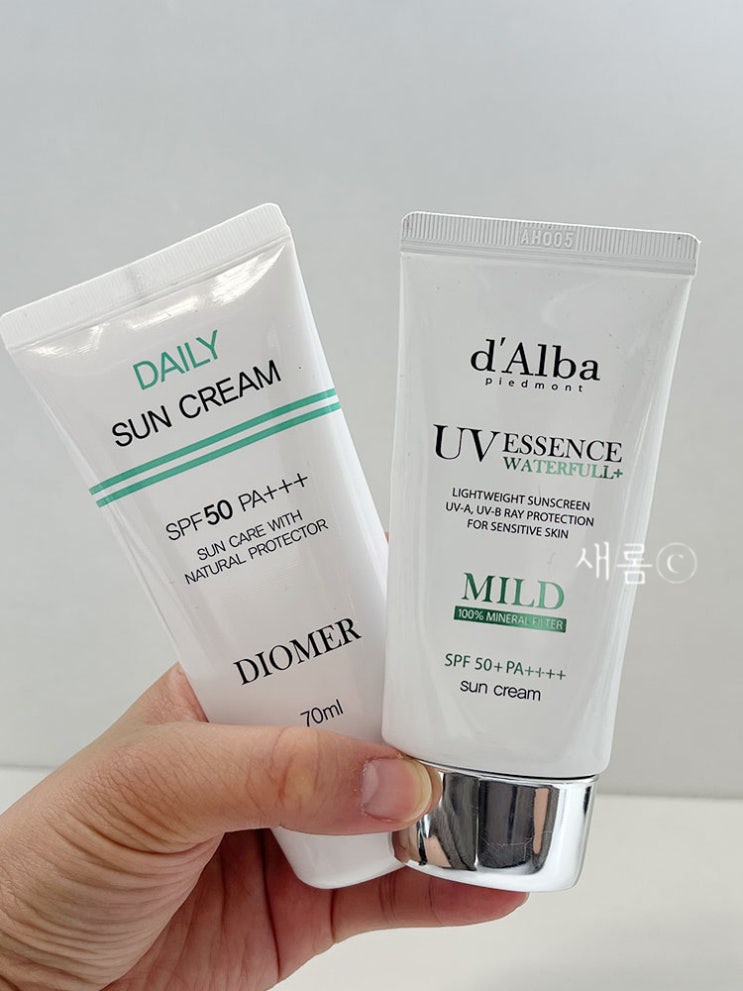 DAILY
SUN CREAM
SPF50 PA+++
SUN CARE WITH
NATURAL PROTECTOR
DIOMER
70ml
AH005
d'Alba
piedmont
UV ESSENCE
WATERFULL+
LIGHTWEIGHT SUNSCREEN
UV-A, UV-B RAY PROTECTION
FOR SENSITIVE SKIN
MILD
100% MINERAL FILTER
SPF 50+PA++++
sun cream
새롬ⓒ